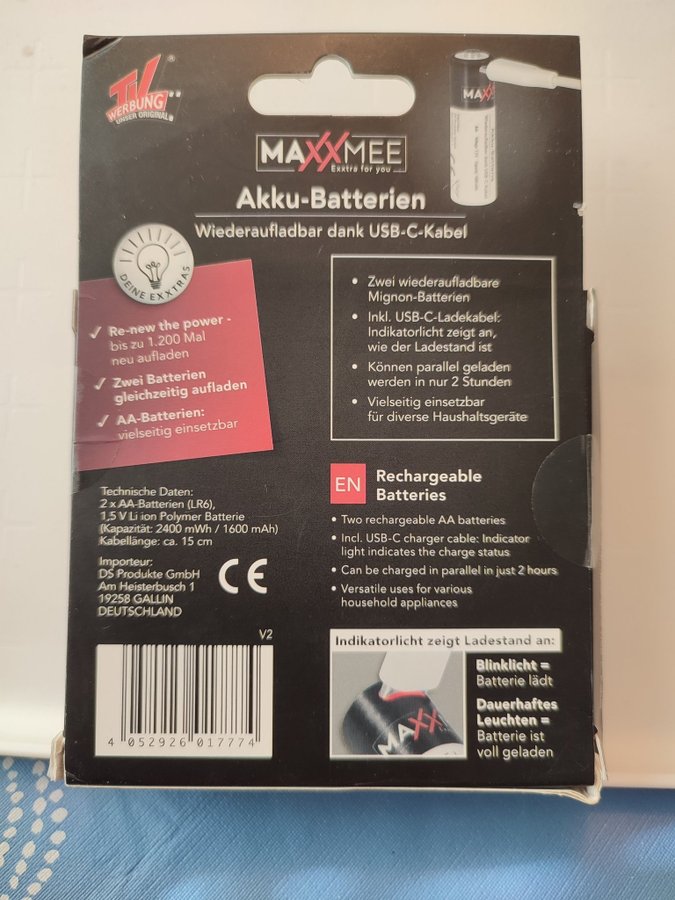 TV
WERBUNG
UNSER ORIGINAL
®
MAXX
MAXXMEE
Exxtra for you
Akku-Batterien
Wiederaufladbar dank USB-C-Kabel
DEINE EXXTRAS
✓ Re-new the power -
bis zu 1.200 Mal
neu aufladen
✓ Zwei Batterien
gleichzeitig aufladen
✓ AA-Batterien:
vielseitig einsetzbar
• Zwei wiederaufladbare
Mignon-Batterien
• Inkl. USB-C-Ladekabel:
Indikatorlicht zeigt an,
wie der Ladestand ist
• Können parallel geladen
werden in nur 2 Stunden
• Vielseitig einsetzbar
für diverse Haushaltsgeräte
Technische Daten:
2 x AA-Batterien (LR6),
1,5 V Li ion Polymer Batterie
(Kapazität: 2400 mWh / 1600 mAh)
Kabellänge: ca. 15 cm
Importeur:
DS Produkte GmbH
Am Heisterbusch 1
19258 GALLIN
DEUTSCHLAND
CE
V2
4 052926 017774
EN Rechargeable
Batteries
• Two rechargeable AA batteries
• Incl. USB-C charger cable: Indicator
light indicates the charge status
• Can be charged in parallel in just 2 hours
• Versatile uses for various
household appliances
Indikatorlicht zeigt Ladestand an:
MAXX
Blinklicht =
Batterie lädt
Dauerhaftes
Leuchten =
Batterie ist
voll geladen